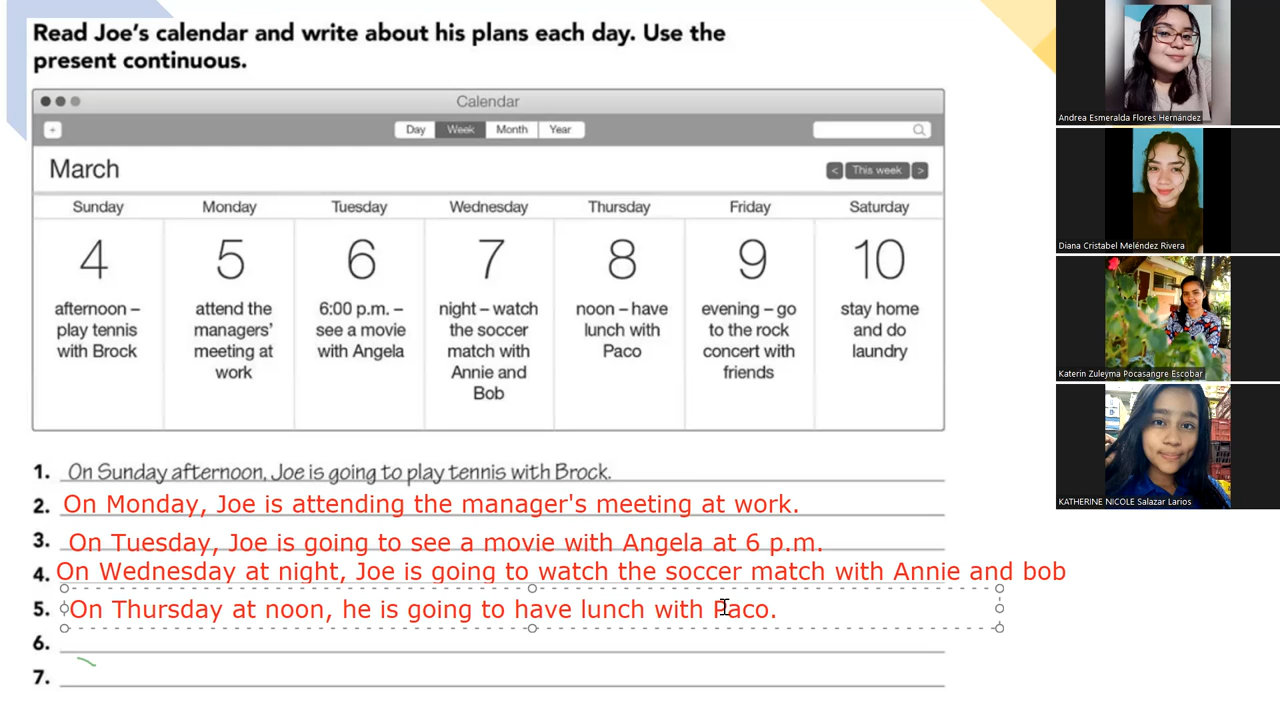 Read Joe's calendar and write about his plans each day. Use the
present continuous.
Calendar
+
Day Week Month Year
March
< This week >
Sunday Monday Tuesday Wednesday Thursday Friday Saturday
4 5 6 7 8 9 10
afternoon –
play tennis
with Brock
attend the
managers'
meeting at
work
6:00 p.m. –
see a movie
with Angela
night – watch
the soccer
match with
Annie and
Bob
noon – have
lunch with
Paco
evening – go
to the rock
concert with
friends
stay home
and do
laundry
1. On Sunday afternoon, Joe is going to play tennis with Brock.
2. On Monday, Joe is attending the manager's meeting at work.
3. On Tuesday, Joe is going to see a movie with Angela at 6 p.m.
4. On Wednesday at night, Joe is going to watch the soccer match with Annie and bob
5. On Thursday at noon, he is going to have lunch with Paco.
6.
7.
Andrea Esmeralda Flores Hernández
Diana Cristabel Meléndez Rivera
Katerin Zuleyma Pocasangre Escobar
KATHERINE NICOLE Salazar Larios